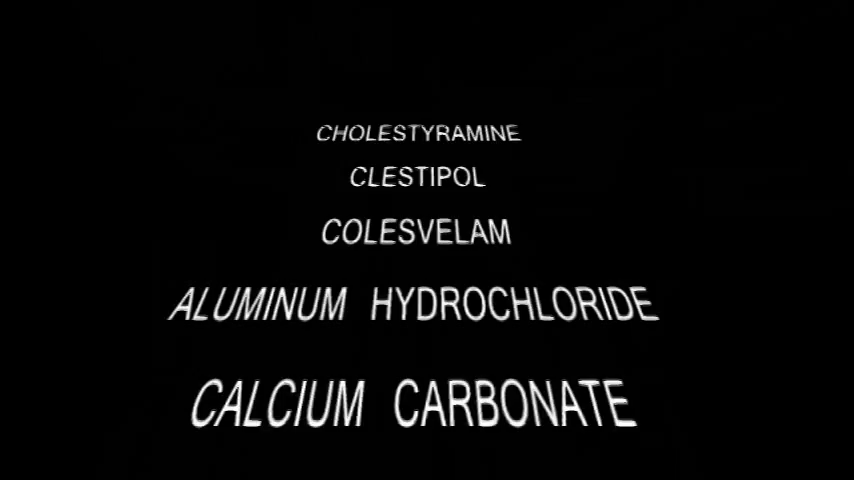 CHOLESTYRAMINE
CLESTIPOL
COLESVELAM
ALUMINUM HYDROCHLORIDE
CALCIUM CARBONATE